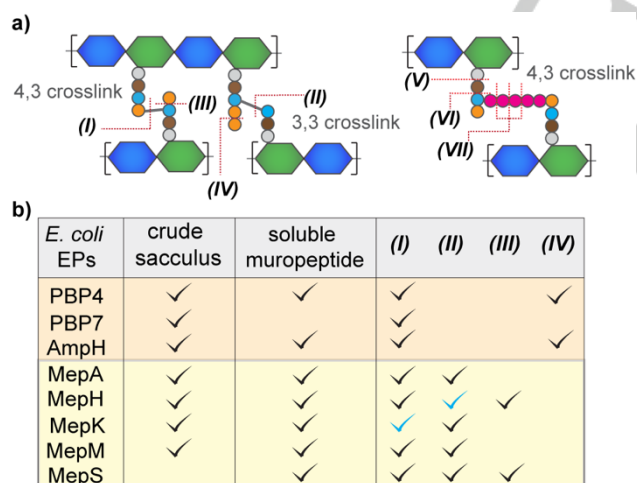 a)
4,3 crosslink
(I)
(III)
(II)
3,3 crosslink
(IV)
(V)
4,3 crosslink
(VI)
(VII)
b)
E. coli EPs crude sacculus soluble muropeptide (I) (II) (III) (IV)
PBP4 ✓ ✓ ✓ ✓
PBP7 ✓ ✓
AmpH ✓ ✓ ✓ ✓
MepA ✓ ✓ ✓ ✓
MepH ✓ ✓ ✓ ✓ ✓
MepK ✓ ✓ ✓ ✓
MepM ✓ ✓ ✓ ✓
MepS ✓ ✓ ✓ ✓